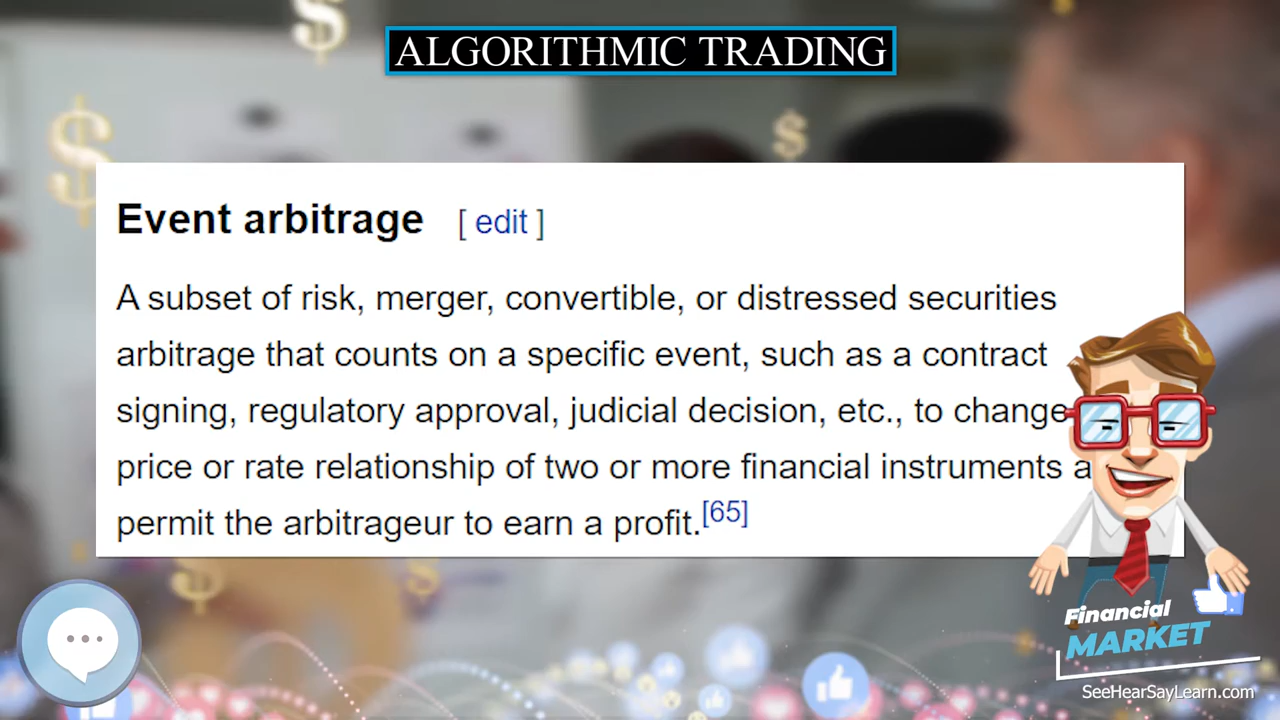 ALGORITHMIC TRADING
Event arbitrage [ edit ]
A subset of risk, merger, convertible, or distressed securities
arbitrage that counts on a specific event, such as a contract
signing, regulatory approval, judicial decision, etc., to change
price or rate relationship of two or more financial instruments
permit the arbitrageur to earn a profit.[65]
Financial
MARKET
SeeHearSayLearn.com